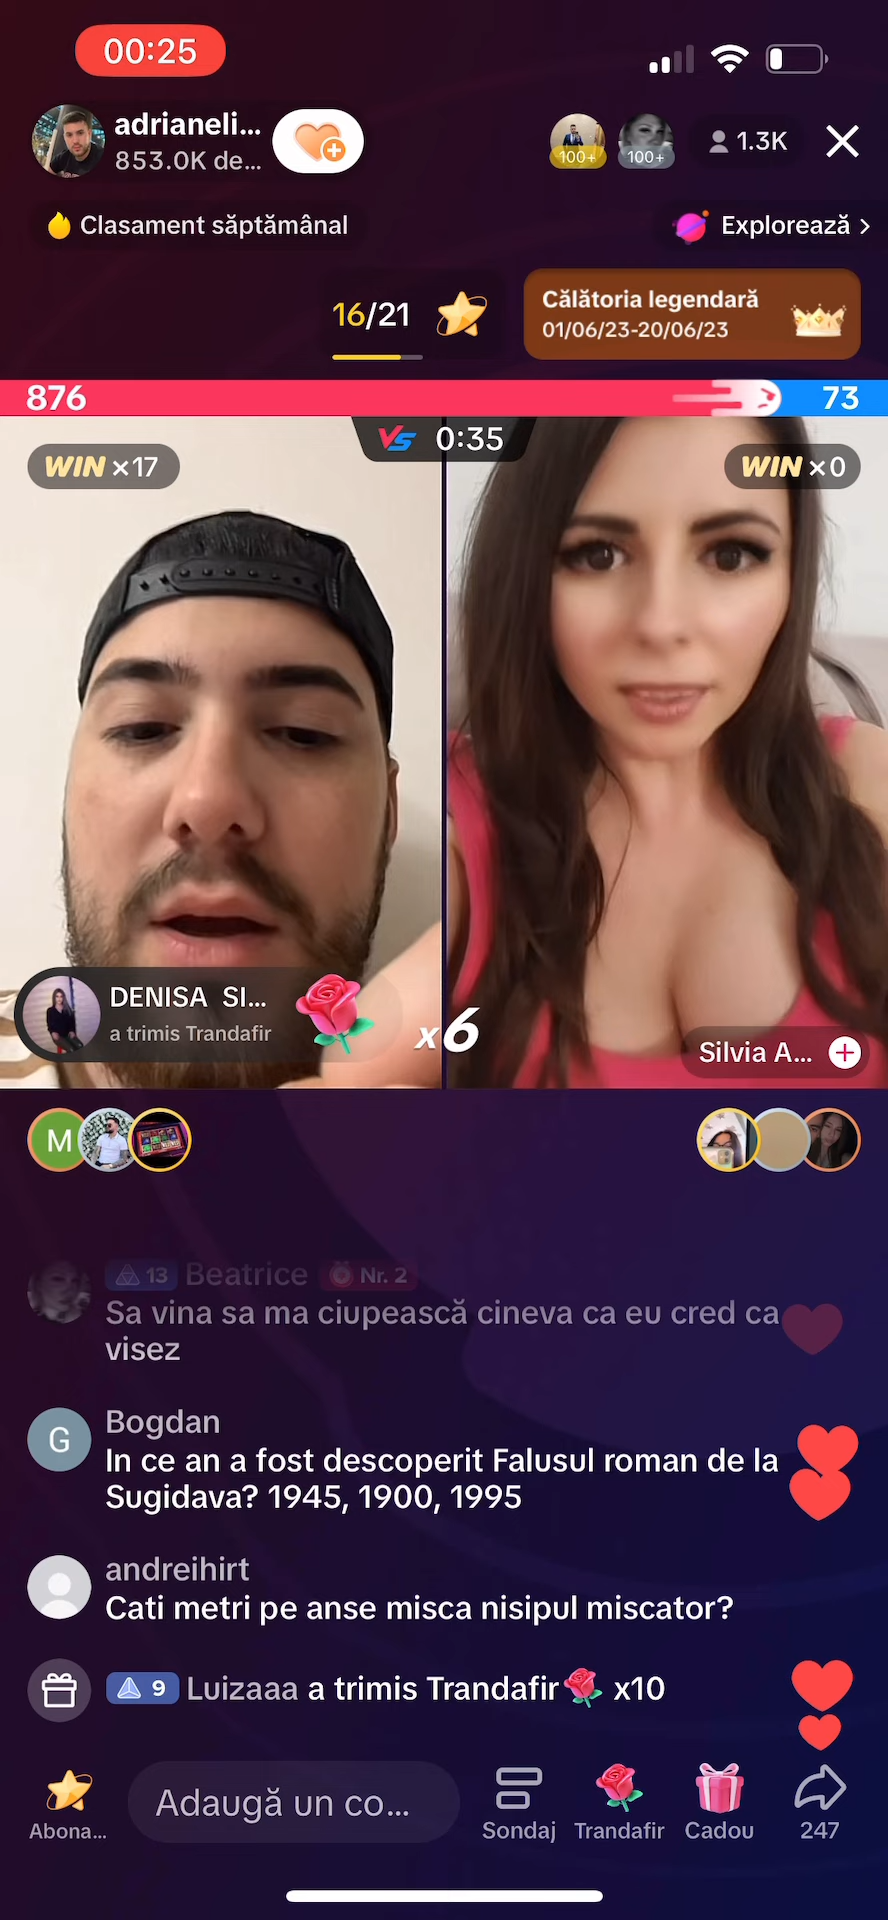 00:25
adrianeli...
853.0K de...
100+
100+
1.3K
Clasament săptămânal
Explorează >
16/21
Călătoria legendară
01/06/23-20/06/23
876
73
VS 0:35
WIN ×17
WIN ×0
DENISA SI...
a trimis Trandafir
x6
Silvia A...
M
13 Beatrice Nr. 2
Sa vina sa ma ciupească cineva ca eu cred ca
visez
G
Bogdan
In ce an a fost descoperit Falusul roman de la
Sugidava? 1945, 1900, 1995
andreihirt
Cati metri pe anse misca nisipul miscator?
9 Luizaaa a trimis Trandafir x10
Adaugă un co...
Abona...
Sondaj
Trandafir
Cadou
247